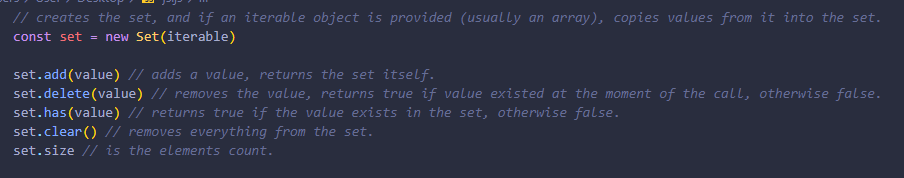 // creates the set, and if an iterable object is provided (usually an array), copies values from it into the set.
const set = new Set(iterable)
set.add(value) // adds a value, returns the set itself.
set.delete(value) // removes the value, returns true if value existed at the moment of the call, otherwise false.
set.has(value) // returns true if the value exists in the set, otherwise false.
set.clear() // removes everything from the set.
set.size // is the elements count.